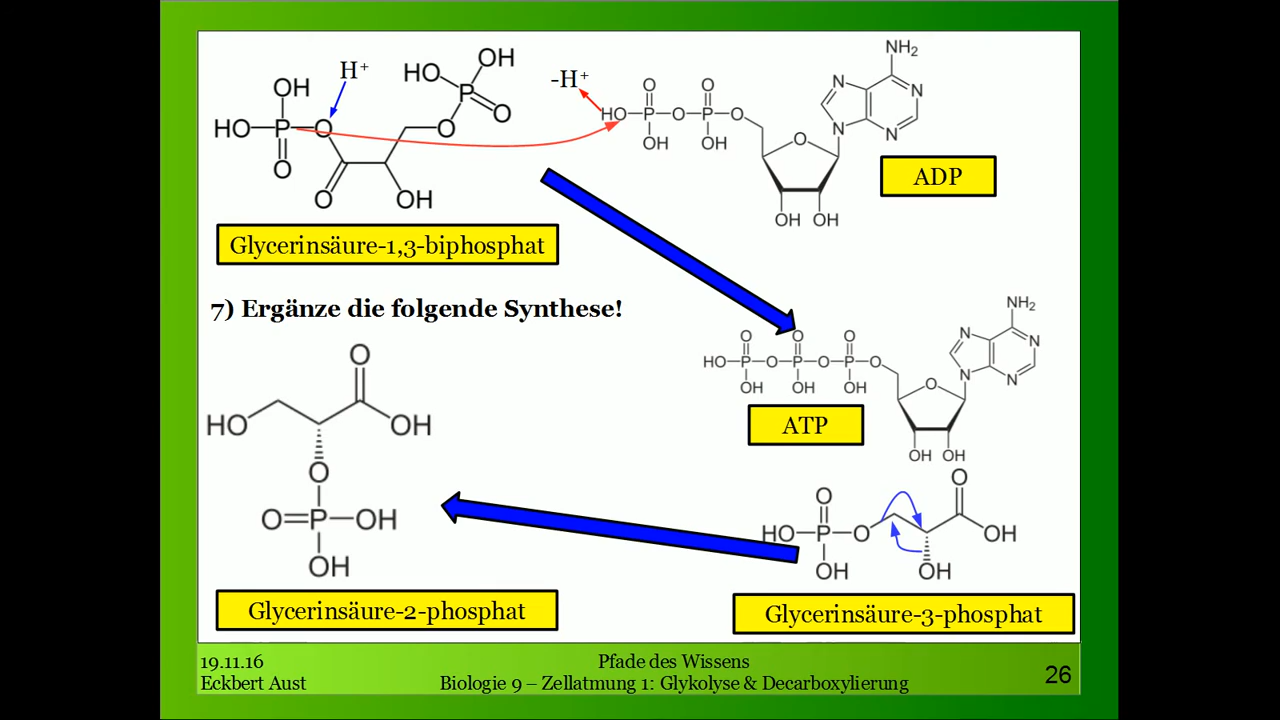 H⁺
HO
OH
OH
HO
P
O
O
O
P
O
O
OH
-H⁺
HO
O
P
OH
O
O
P
OH
O
O
OH
OH
N
N
N
N
NH₂
ADP
Glycerinsäure-1,3-biphosphat
7) Ergänze die folgende Synthese!
HO
O
P
OH
O
O
P
OH
O
O
P
OH
O
O
OH
OH
N
N
N
N
NH₂
ATP
O
HO
OH
O
O=P–OH
OH
Glycerinsäure-2-phosphat
O
HO
P
OH
O
O
OH
OH
Glycerinsäure-3-phosphat
19.11.16
Eckbert Aust
Pfade des Wissens
Biologie 9 – Zellatmung 1: Glykolyse & Decarboxylierung
26